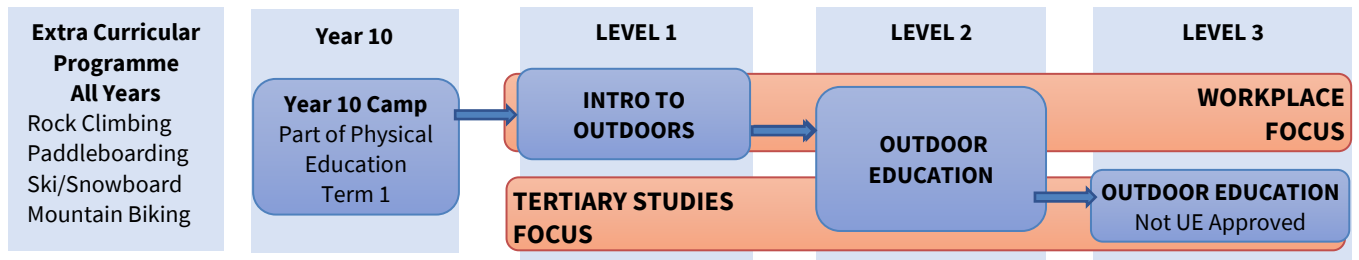 Extra Curricular
Programme
All Years
Rock Climbing
Paddleboarding
Ski/Snowboard
Mountain Biking
Year 10
Year 10 Camp
Part of Physical
Education
Term 1
LEVEL 1
INTRO TO
OUTDOORS
LEVEL 2
OUTDOOR
EDUCATION
LEVEL 3
WORKPLACE
FOCUS
TERTIARY STUDIES
FOCUS
OUTDOOR EDUCATION
Not UE Approved